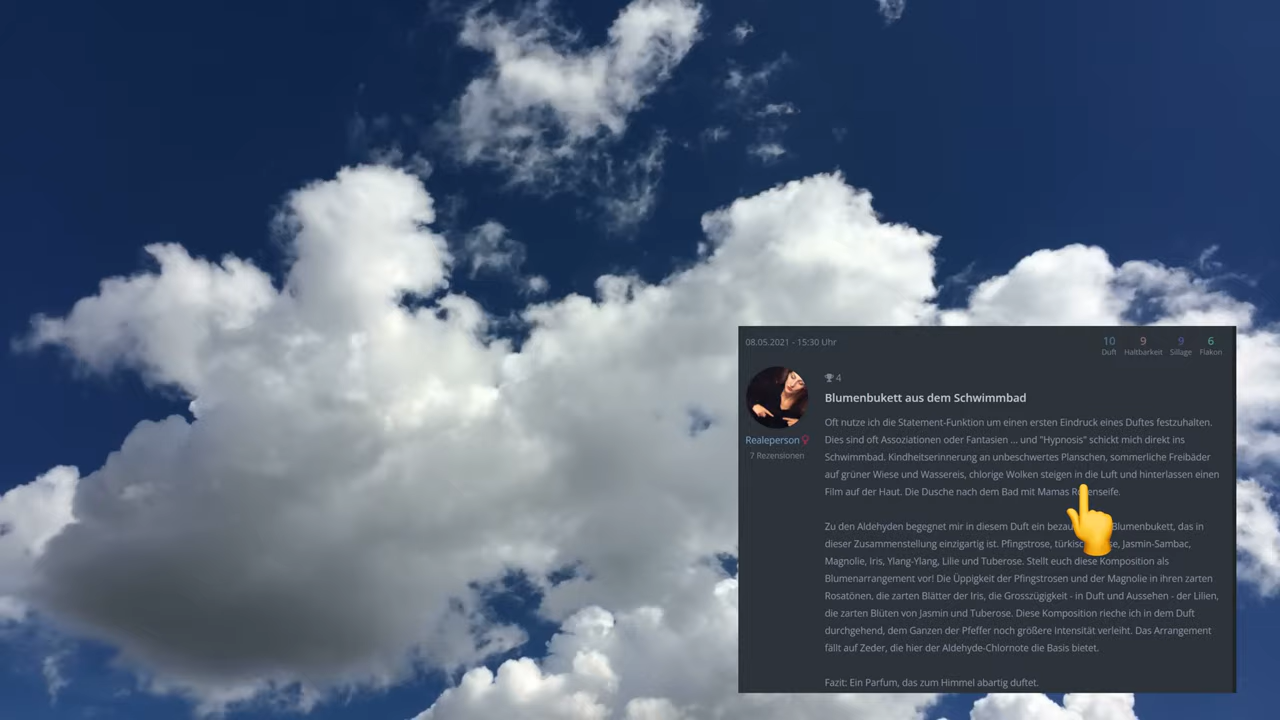 08.05.2021 - 15:30 Uhr
10 9 9 6
Duft Haltbarkeit Sillage Flakon
4
Blumenbukett aus dem Schwimmbad
Realeperson
7 Rezensionen
Oft nutze ich die Statement-Funktion um einen ersten Eindruck eines Duftes festzuhalten.
Dies sind oft Assoziationen oder Fantasien ... und "Hypnosis" schickt mich direkt ins
Schwimmbad. Kindheitserinnerung an unbeschwertes Planschen, sommerliche Freibäder
auf grüner Wiese und Wassereis, chlorige Wolken steigen in die Luft und hinterlassen einen
Film auf der Haut. Die Dusche nach dem Bad mit Mamas
Zu den Aldehyden begegnet mir in diesem Duft ein Blumenbukett, das in
dieser Zusammenstellung einzigartig ist. Pfingstrose, Jasmin-Sambac,
Magnolie, Iris, Ylang-Ylang, Lilie und Tuberose. Stellt euch diese Komposition als
Blumenarrangement vor! Die Üppigkeit der Pfingstrosen und der Magnolie in ihren zarten
Rosatönen, die zarten Blätter der Iris, die Grosszügigkeit - in Duft und Aussehen - der Lilien,
die zarten Blüten von Jasmin und Tuberose. Diese Komposition rieche ich in dem Duft
durchgehend, dem Ganzen der Pfeffer noch größere Intensität verleiht. Das Arrangement
fällt auf Zeder, die hier der Aldehyde-Chlornote die Basis bietet.
Fazit: Ein Parfum, das zum Himmel abartig duftet.